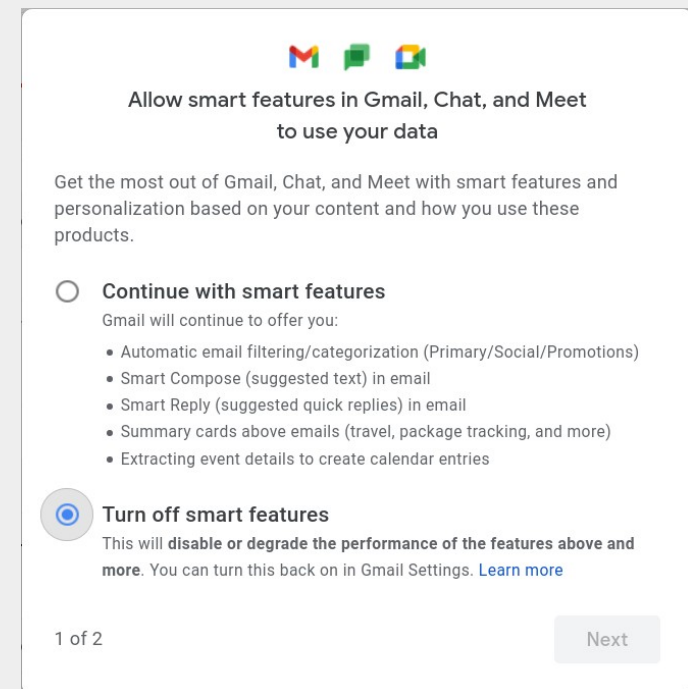 Allow smart features in Gmail, Chat, and Meet
to use your data
Get the most out of Gmail, Chat, and Meet with smart features and
personalization based on your content and how you use these
products.
Continue with smart features
Gmail will continue to offer you:
• Automatic email filtering/categorization (Primary/Social/Promotions)
• Smart Compose (suggested text) in email
• Smart Reply (suggested quick replies) in email
• Summary cards above emails (travel, package tracking, and more)
• Extracting event details to create calendar entries
Turn off smart features
This will disable or degrade the performance of the features above and
more. You can turn this back on in Gmail Settings. Learn more
1 of 2
Next